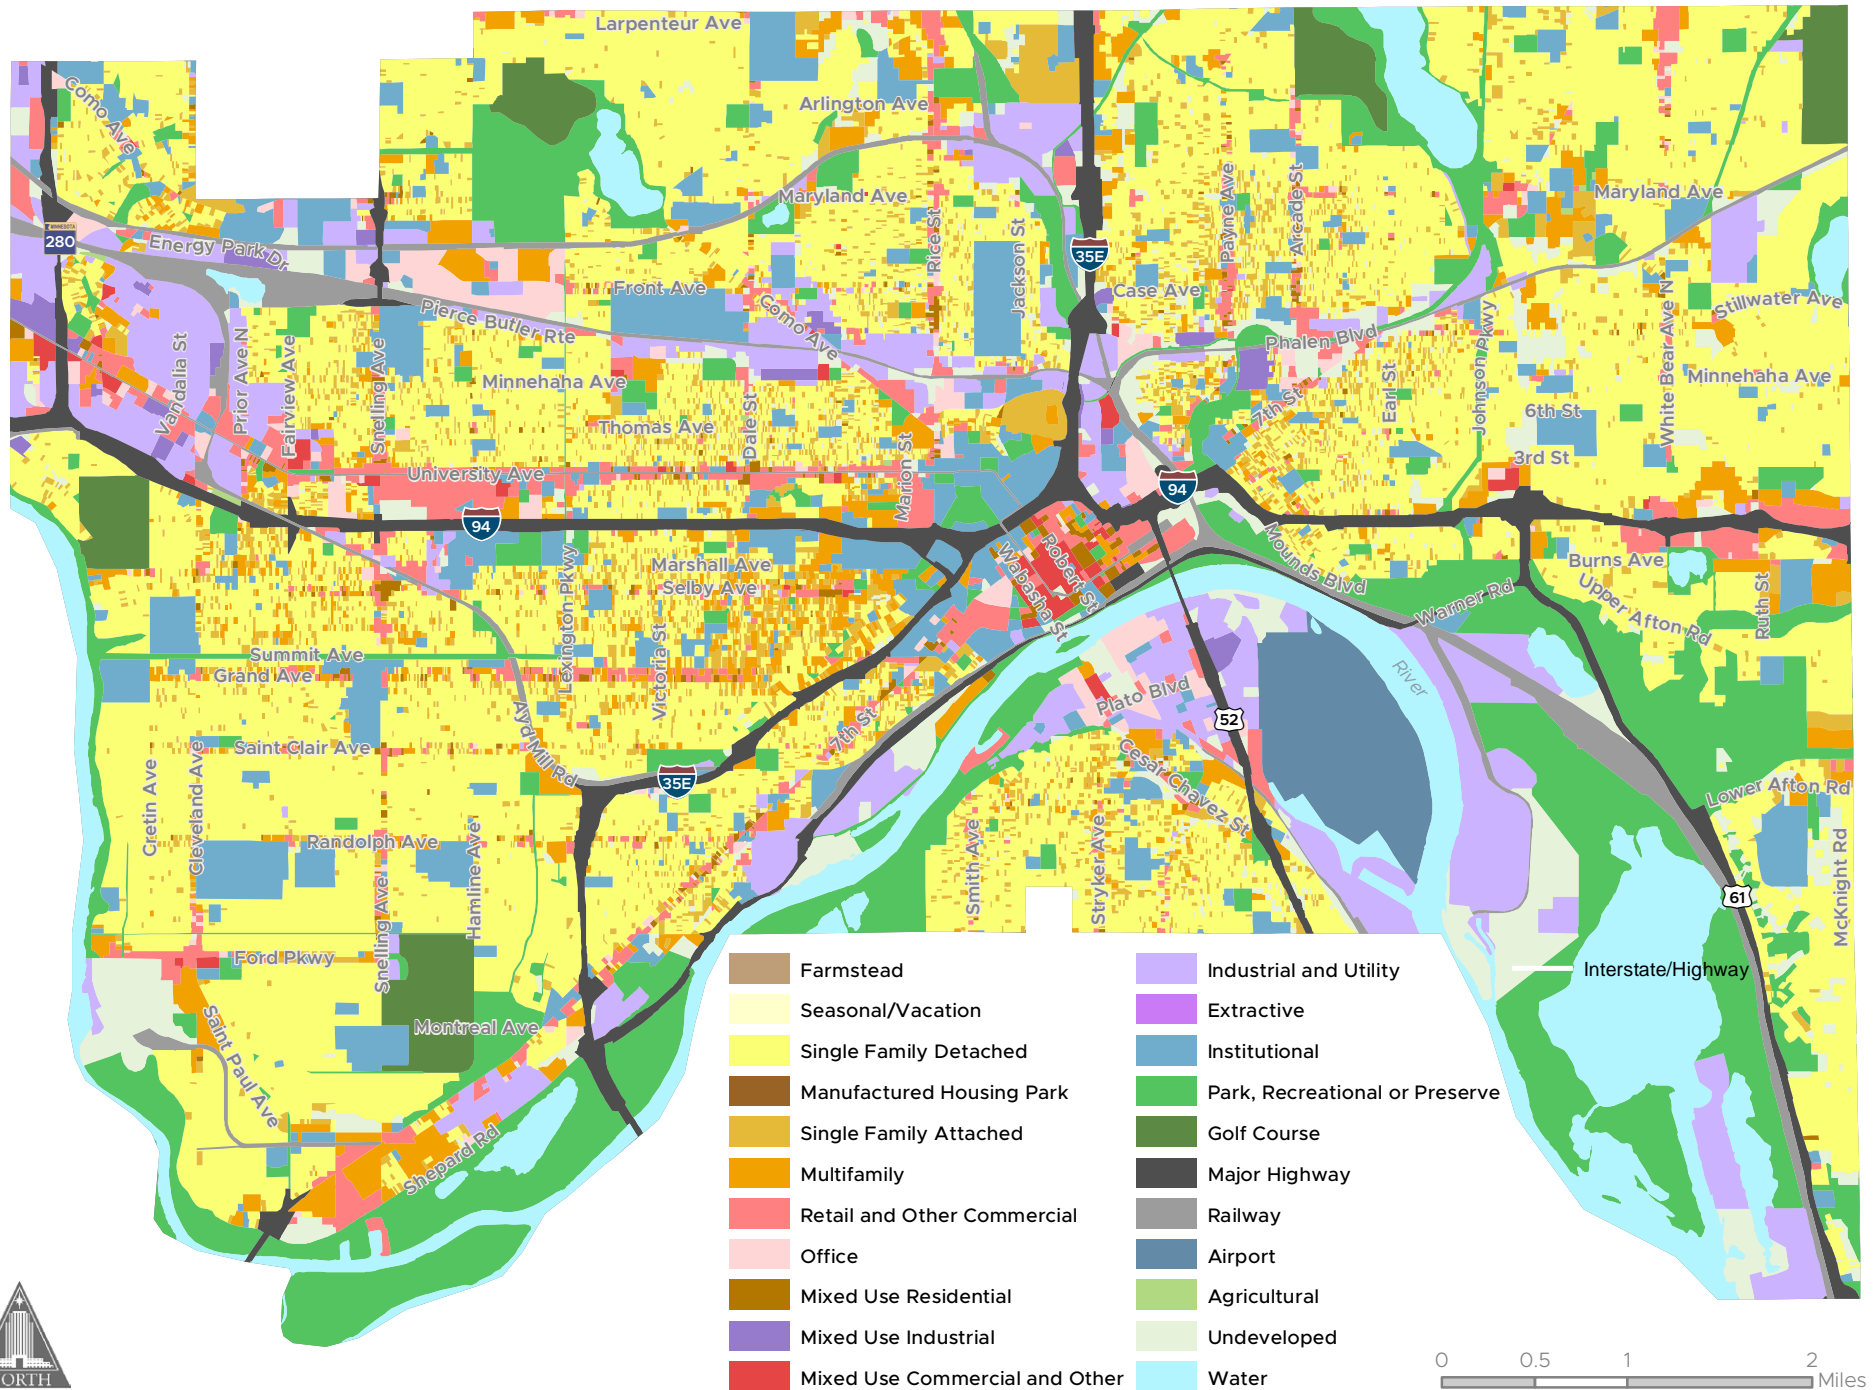 Larpenteur Ave
Como Ave
Arlington Ave
Maryland Ave
Maryland Ave
Rice St
Jackson St
Payne Ave
Arcade St
MINNESOTA
280
Energy Park Dr
35E
Front Ave
Case Ave
Pierce Butler Rte
Como Ave
Phalen Blvd
White Bear Ave N
Stillwater Ave
Vandalia St
Prior Ave N
Fairview Ave
Snelling Ave
Minnehaha Ave
Johnson Pkwy
Minnehaha Ave
Earl St
7th St
6th St
Thomas Ave
Dale St
Marion St
3rd St
University Ave
94
94
Mounds Blvd
Robert St
Wabasha St
Marshall Ave
Selby Ave
Burns Ave
Upper Afton Rd
Ruth St
Warner Rd
Lexington Pkwy
Victoria St
Summit Ave
Grand Ave
River
Plato Blvd
52
Ayd Mill Rd
7th St
Saint Clair Ave
35E
Cesar Chavez St
Lower Afton Rd
Cretin Ave
Cleveland Ave
Randolph Ave
Hamline Ave
Snelling Ave
Smith Ave
Stryker Ave
McKnight Rd
61
Ford Pkwy
Saint Paul Ave
Montreal Ave
Shepard Rd
Farmstead
Seasonal/Vacation
Single Family Detached
Manufactured Housing Park
Single Family Attached
Multifamily
Retail and Other Commercial
Office
Mixed Use Residential
Mixed Use Industrial
Mixed Use Commercial and Other
Industrial and Utility
Extractive
Institutional
Park, Recreational or Preserve
Golf Course
Major Highway
Railway
Airport
Agricultural
Undeveloped
Water
Interstate/Highway
0 0.5 1 2
Miles
ORTH